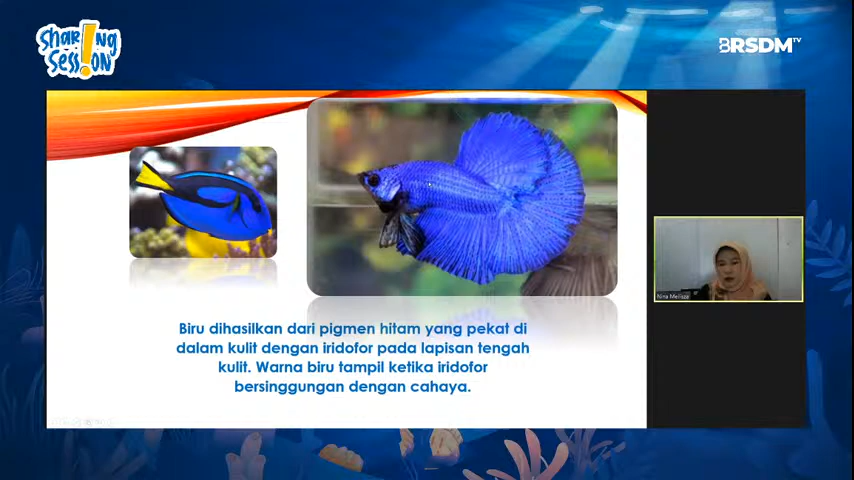 Sharing
Session
BRSDM TV
Biru dihasilkan dari pigmen hitam yang pekat di
dalam kulit dengan iridofor pada lapisan tengah
kulit. Warna biru tampil ketika iridofor
bersinggungan dengan cahaya.
Nina Melisza